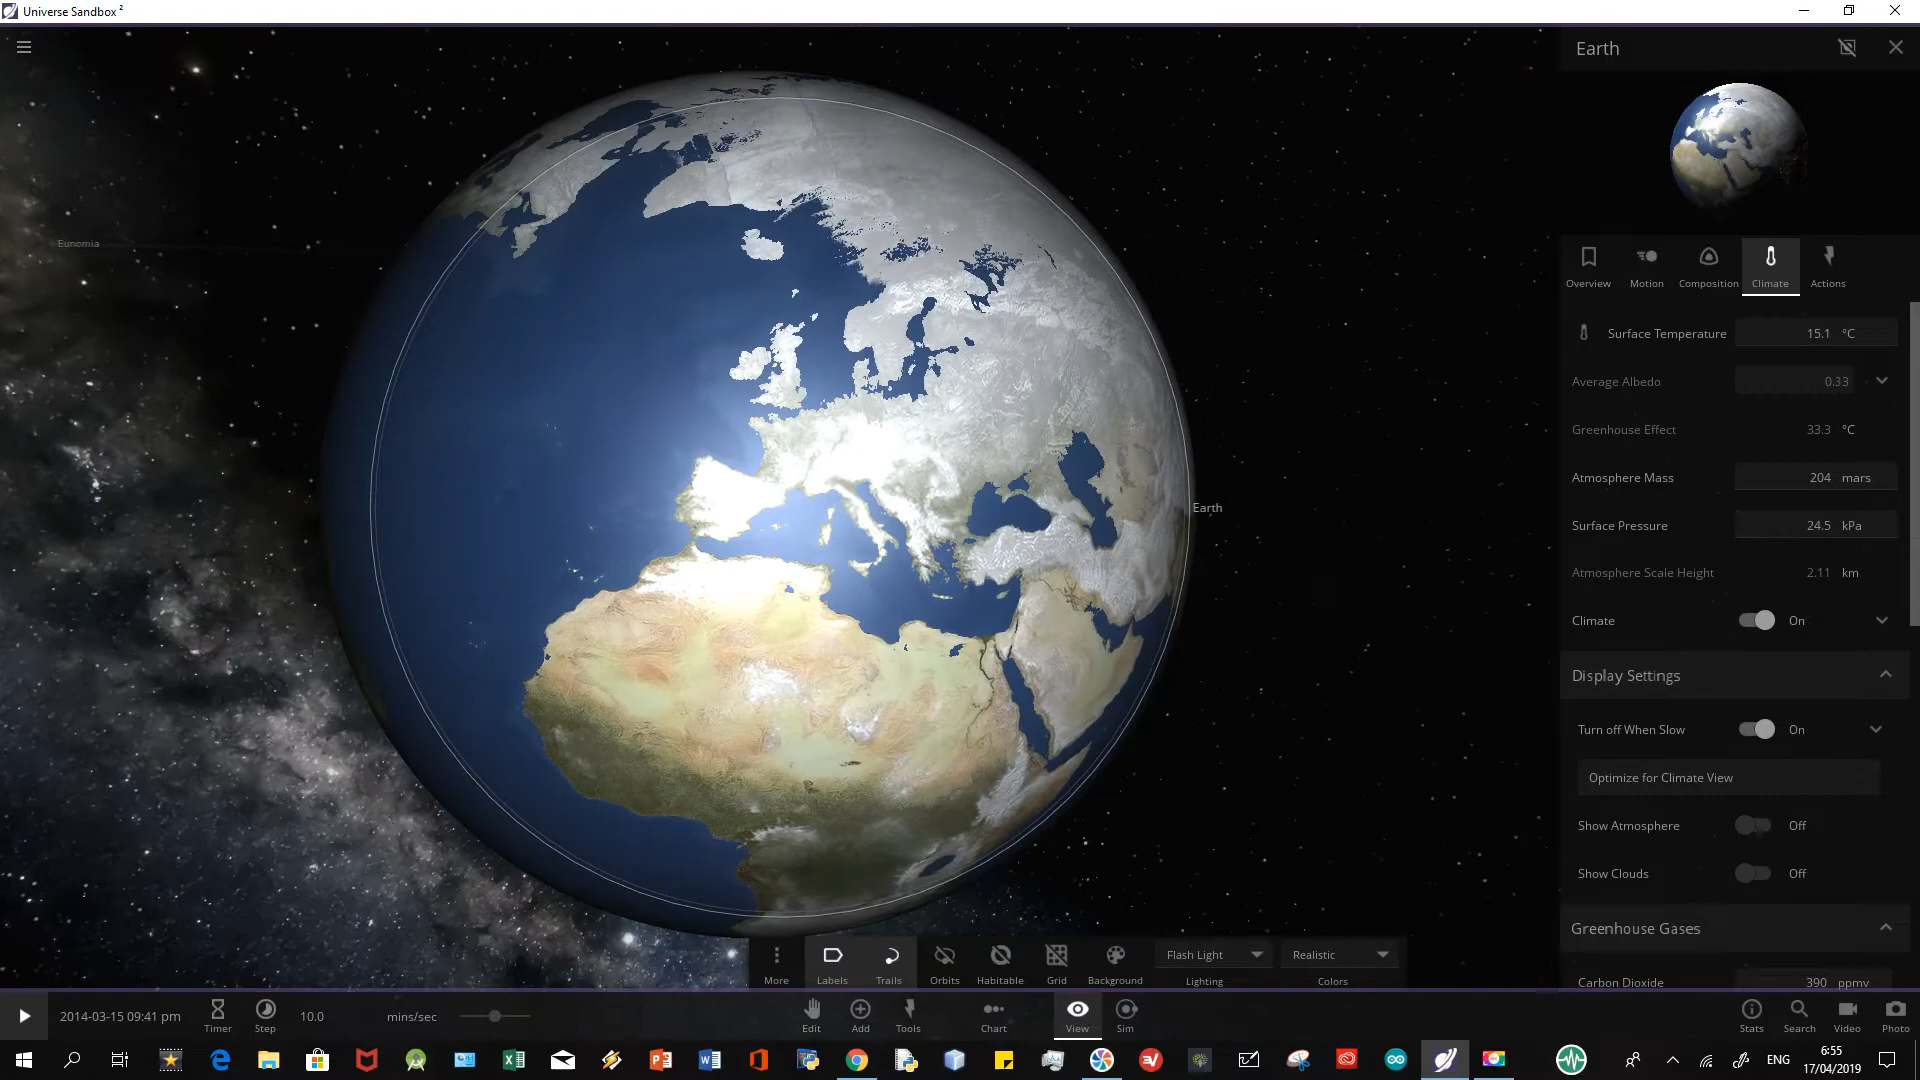 Universe Sandbox ²
Eunomia
Earth
Earth
Overview
Motion
Composition
Climate
Actions
Surface Temperature 15.1 °C
Average Albedo 0.33
Greenhouse Effect 33.3 °C
Atmosphere Mass 204 mars
Surface Pressure 24.5 kPa
Atmosphere Scale Height 2.11 km
Climate On
Display Settings
Turn off When Slow On
Optimize for Climate View
Show Atmosphere Off
Show Clouds Off
Greenhouse Gases
Carbon Dioxide 390 ppmv
More
Labels
Trails
Orbits
Habitable
Grid
Background
Flash Light
Lighting
Realistic
Colors
2014-03-15 09:41 pm
Timer
Step
10.0 mins/sec
Edit
Add
Tools
Chart
View
Sim
Stats
Search
Video
Photo
ENG
6:55
17/04/2019